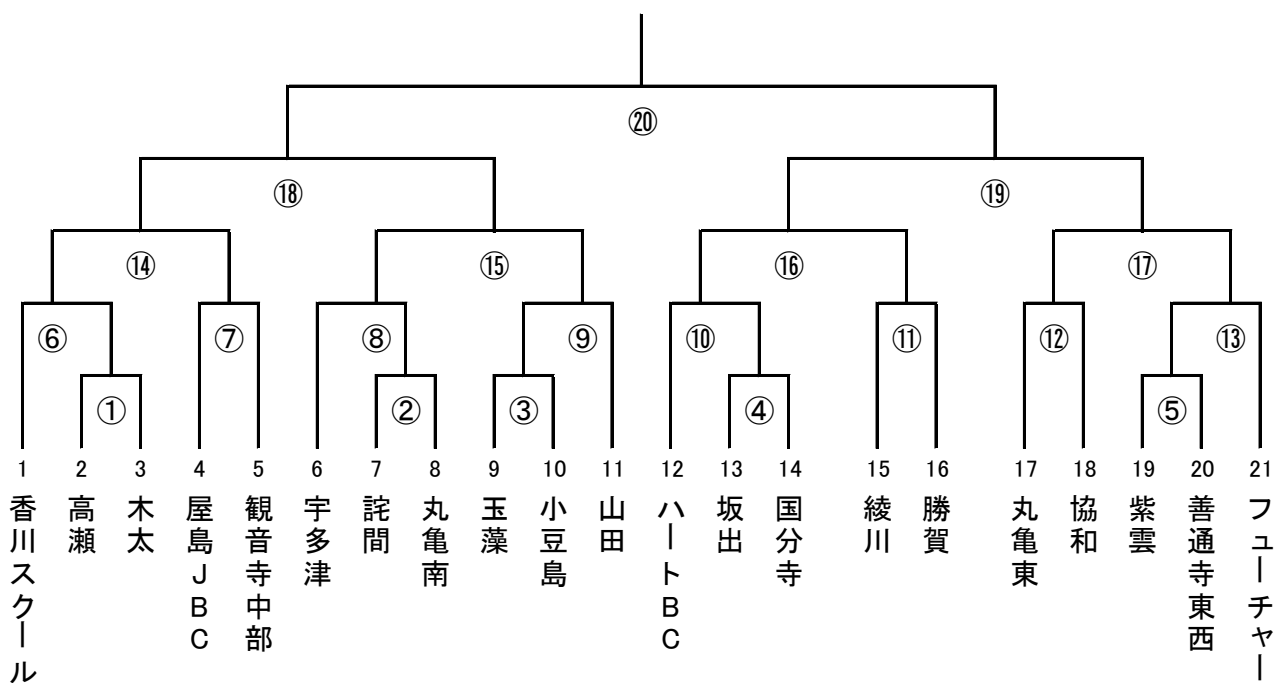 ⑳
⑱ ⑲
⑭ ⑮ ⑯ ⑰
⑥ ⑦ ⑧ ⑨ ⑩ ⑪ ⑫ ⑬
① ② ③ ④ ⑤
1 2 3 4 5 6 7 8 9 10 11 12 13 14 15 16 17 18 19 20 21
香川スクール
高瀬
木太
屋島JBC
観音寺中部
宇多津
詫間
丸亀南
玉藻
小豆島
山田
ハートBC
坂出
国分寺
綾川
勝賀
丸亀東
協和
紫雲
善通寺東西
フューチャー